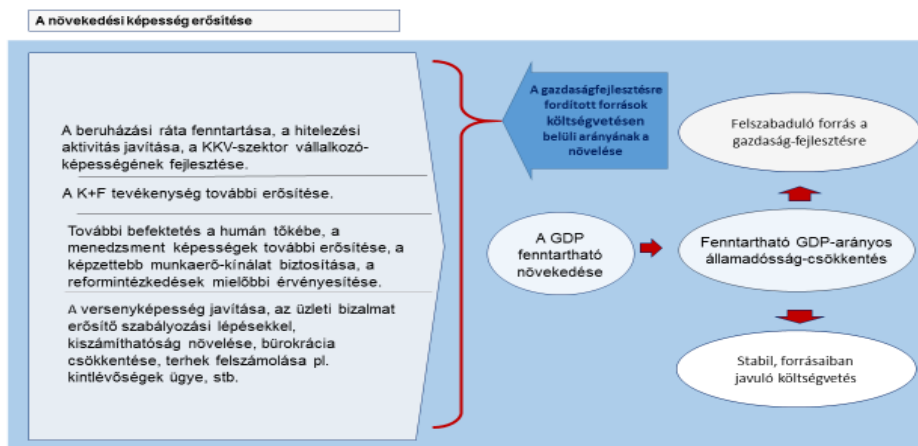 A növekedési képesség erősítése
A beruházási ráta fenntartása, a hitelezési
aktivitás javítása, a KKV-szektor vállalkozó-
képességének fejlesztése.
A K+F tevékenység további erősítése.
További befektetés a humán tőkébe, a
menedzsment képességek további erősítése, a
képzettebb munkaerő-kínálat biztosítása, a
reformintézkedések mielőbbi érvényesítése.
A versenyképesség javítása, az üzleti bizalmat
erősítő szabályozási lépésekkel,
kiszámíthatóság növelése, bürokrácia
csökkentése, terhek felszámolása pl.
kintlévőségek ügye, stb.
A gazdaságfejlesztésre
fordított források
költségvetésen
belüli arányának a
növelése
A GDP
fenntartható
növekedése
Felszabaduló forrás a
gazdaság-fejlesztésre
Fenntartható GDP-arányos
államadósság-csökkentés
Stabil, forrásaiban
javuló költségvetés